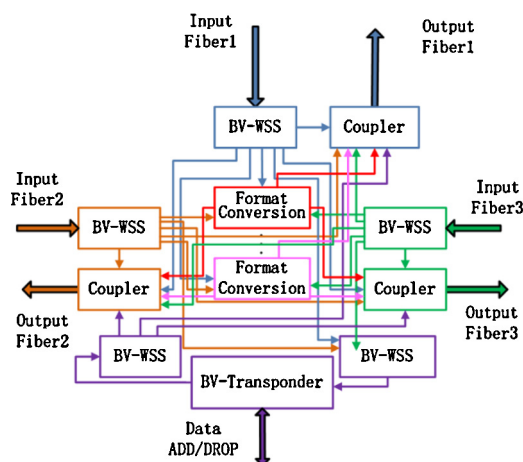 Input
Fiber1
Output
Fiber1
BV-WSS
Coupler
Input
Fiber2
Format
Conversion
Input
Fiber3
BV-WSS
BV-WSS
Coupler
Format
Conversion
Coupler
Output
Fiber2
Output
Fiber3
BV-WSS
BV-WSS
BV-Transponder
Data
ADD/DROP